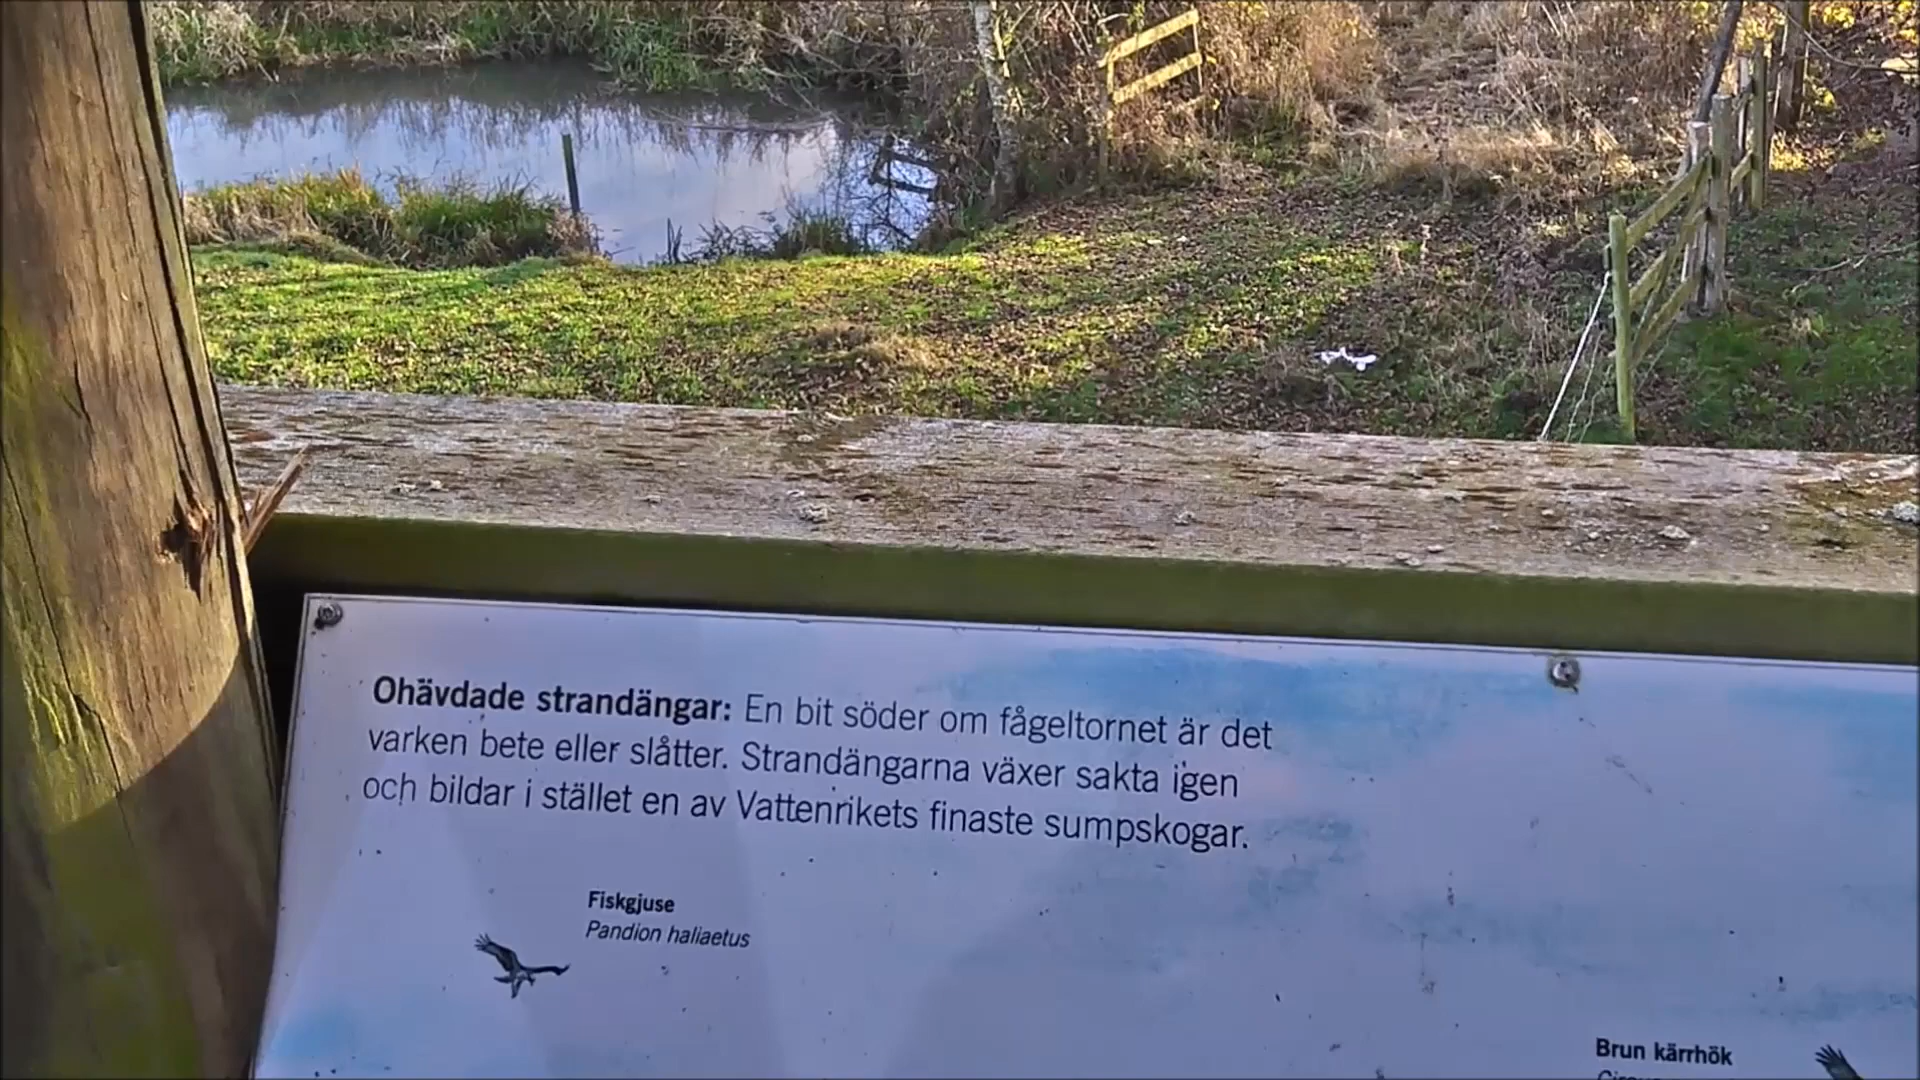 Ohävdade strandängar: En bit söder om fågeltornet är det
varken bete eller slåtter. Strandängarna växer sakta igen
och bildar i stället en av Vattenrikets finaste sumpskogar.
Fiskgjuse
Pandion haliaetus
Brun kärrhök